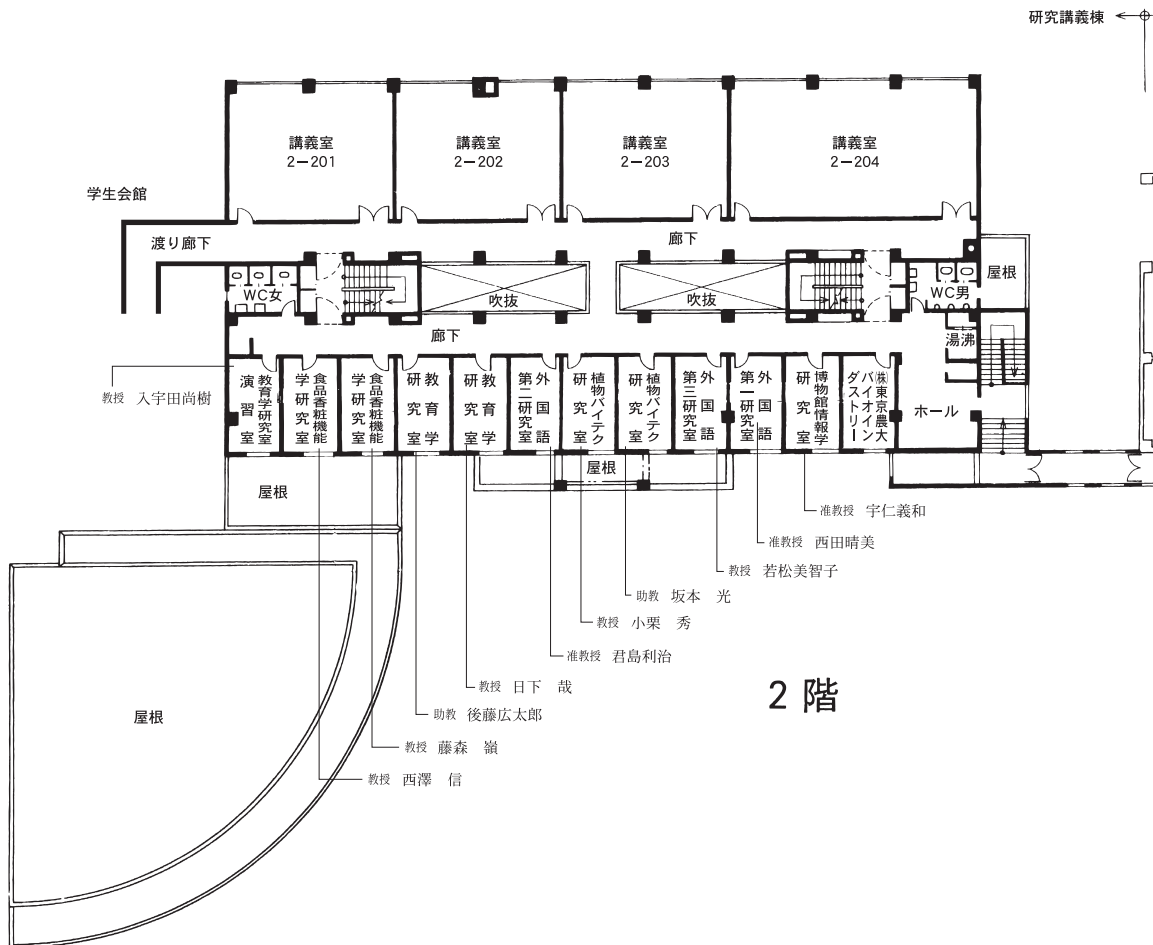 研究講義棟
講義室
2−201
講義室
2−202
講義室
2−203
講義室
2−204
学生会館
渡り廊下
廊下
屋根
WC女
吹抜
吹抜
WC男
廊下
湯沸
教育学研究室
演習室
食品香粧機能
学研究室
食品香粧機能
学研究室
教育学
研究室
教育学
研究室
外国語
第二研究室
植物バイテク
研究室
植物バイテク
研究室
外国語
第三研究室
外国語
第一研究室
博物館情報学
研究室
㈱東京農大
バイオイン
ダストリー
ホール
教授 入宇田尚樹
屋根
屋根
准教授 宇仁義和
准教授 西田晴美
教授 若松美智子
助教 坂本 光
教授 小栗 秀
准教授 君島利治
教授 日下 哉
助教 後藤広太郎
教授 藤森 嶺
教授 西澤 信
屋根
2階